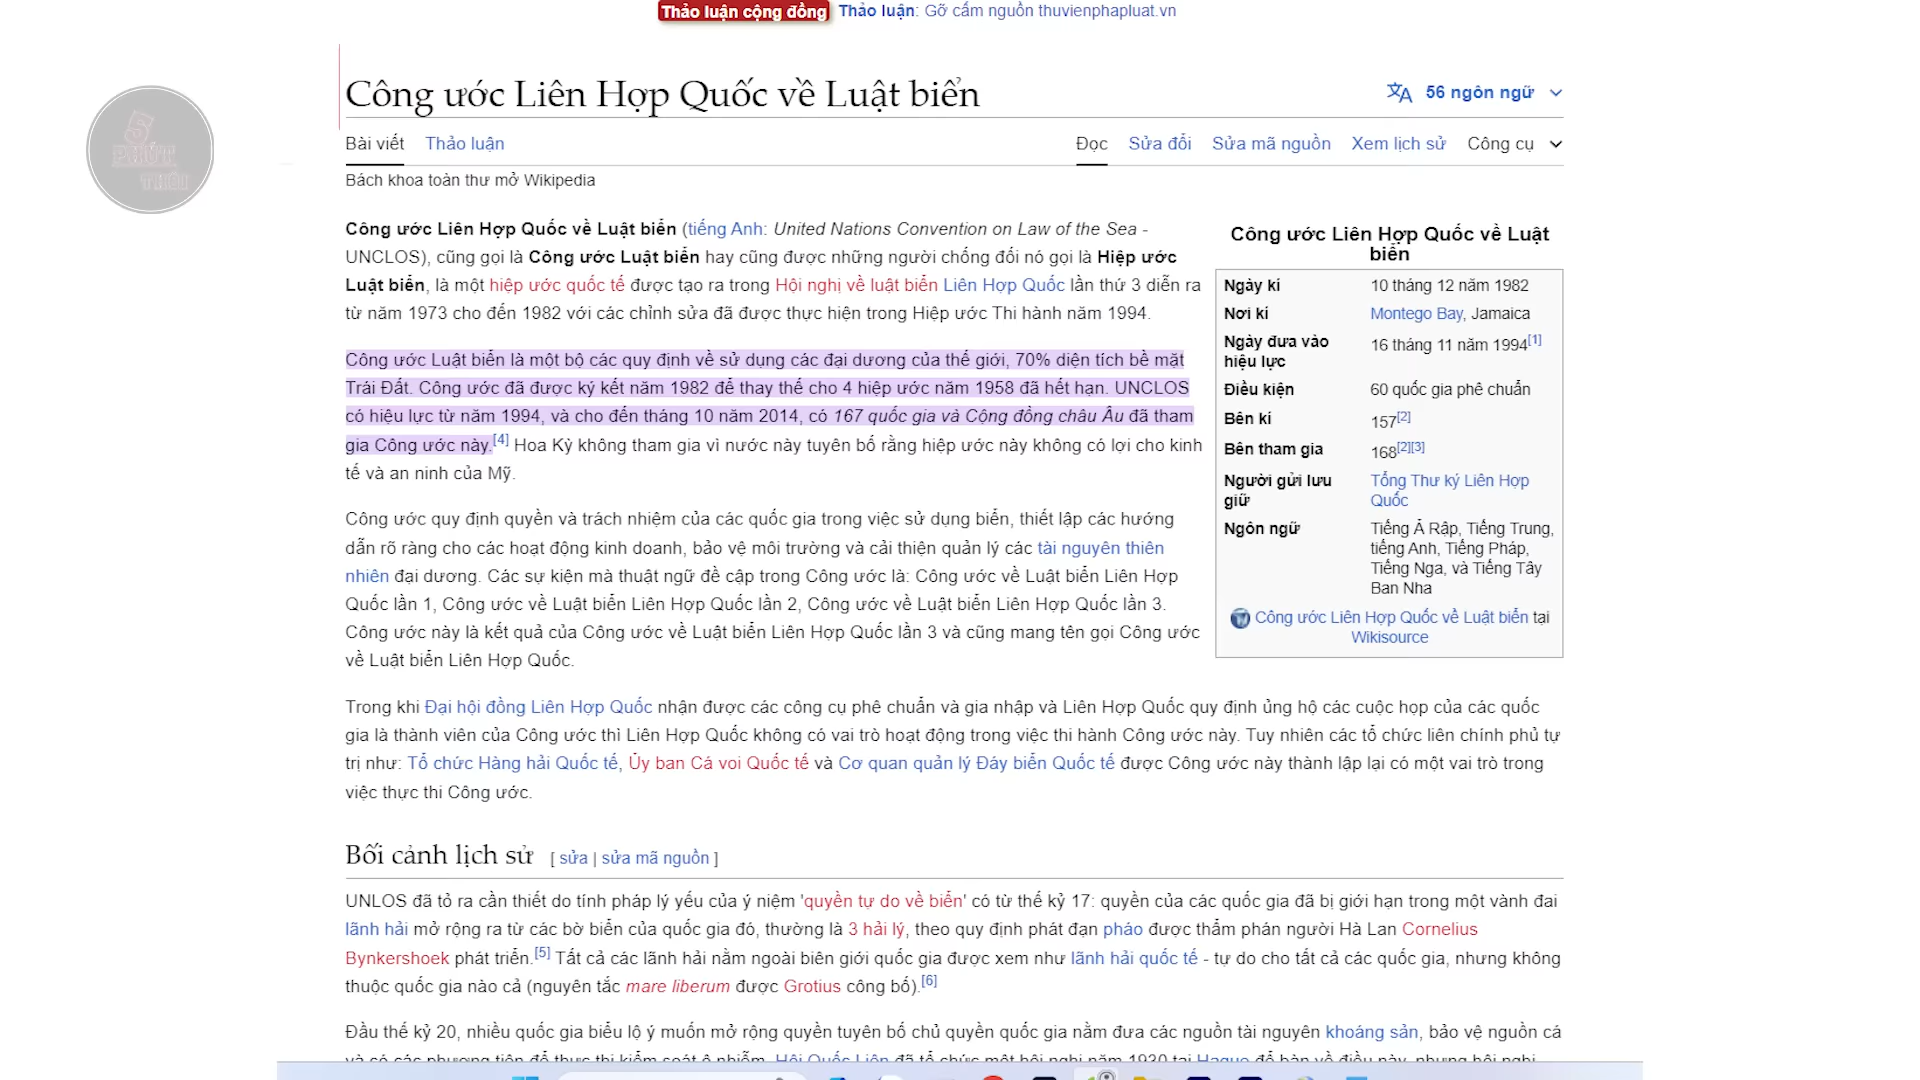 Thảo luận cộng đồng Thảo luận: Gỡ cấm nguồn thuvienphapluat.vn
5
PHÚT
THÔI
Công ước Liên Hợp Quốc về Luật biển
56 ngôn ngữ
Bài viết Thảo luận Đọc Sửa đổi Sửa mã nguồn Xem lịch sử Công cụ
Bách khoa toàn thư mở Wikipedia
Công ước Liên Hợp Quốc về Luật biển (tiếng Anh: United Nations Convention on Law of the Sea -
UNCLOS), cũng gọi là Công ước Luật biển hay cũng được những người chống đối nó gọi là Hiệp ước
Luật biển, là một hiệp ước quốc tế được tạo ra trong Hội nghị về luật biển Liên Hợp Quốc lần thứ 3 diễn ra
từ năm 1973 cho đến 1982 với các chỉnh sửa đã được thực hiện trong Hiệp ước Thi hành năm 1994.
Công ước Luật biển là một bộ các quy định về sử dụng các đại dương của thế giới, 70% diện tích bề mặt
Trái Đất. Công ước đã được ký kết năm 1982 để thay thế cho 4 hiệp ước năm 1958 đã hết hạn. UNCLOS
có hiệu lực từ năm 1994, và cho đến tháng 10 năm 2014, có 167 quốc gia và Cộng đồng châu Âu đã tham
gia Công ước này.[4] Hoa Kỳ không tham gia vì nước này tuyên bố rằng hiệp ước này không có lợi cho kinh
tế và an ninh của Mỹ.
Công ước quy định quyền và trách nhiệm của các quốc gia trong việc sử dụng biển, thiết lập các hướng
dẫn rõ ràng cho các hoạt động kinh doanh, bảo vệ môi trường và cải thiện quản lý các tài nguyên thiên
nhiên đại dương. Các sự kiện mà thuật ngữ đề cập trong Công ước là: Công ước về Luật biển Liên Hợp
Quốc lần 1, Công ước về Luật biển Liên Hợp Quốc lần 2, Công ước về Luật biển Liên Hợp Quốc lần 3.
Công ước này là kết quả của Công ước về Luật biển Liên Hợp Quốc lần 3 và cũng mang tên gọi Công ước
về Luật biển Liên Hợp Quốc.
Công ước Liên Hợp Quốc về Luật
biển
Ngày kí 10 tháng 12 năm 1982
Nơi kí Montego Bay, Jamaica
Ngày đưa vào
hiệu lực 16 tháng 11 năm 1994[1]
Điều kiện 60 quốc gia phê chuẩn
Bên kí 157[2]
Bên tham gia 168[2][3]
Người gửi lưu
giữ Tổng Thư ký Liên Hợp
Quốc
Ngôn ngữ Tiếng Ả Rập, Tiếng Trung,
tiếng Anh, Tiếng Pháp,
Tiếng Nga, và Tiếng Tây
Ban Nha
Công ước Liên Hợp Quốc về Luật biển tại
Wikisource
Trong khi Đại hội đồng Liên Hợp Quốc nhận được các công cụ phê chuẩn và gia nhập và Liên Hợp Quốc quy định ủng hộ các cuộc họp của các quốc
gia là thành viên của Công ước thì Liên Hợp Quốc không có vai trò hoạt động trong việc thi hành Công ước này. Tuy nhiên các tổ chức liên chính phủ tự
trị như: Tổ chức Hàng hải Quốc tế, Ủy ban Cá voi Quốc tế và Cơ quan quản lý Đáy biển Quốc tế được Công ước này thành lập lại có một vai trò trong
việc thực thi Công ước.
Bối cảnh lịch sử [ sửa | sửa mã nguồn ]
UNLOS đã tỏ ra cần thiết do tính pháp lý yếu của ý niệm 'quyền tự do về biển' có từ thế kỷ 17: quyền của các quốc gia đã bị giới hạn trong một vành đai
lãnh hải mở rộng ra từ các bờ biển của quốc gia đó, thường là 3 hải lý, theo quy định phát đạn pháo được thẩm phán người Hà Lan Cornelius
Bynkershoek phát triển.[5] Tất cả các lãnh hải nằm ngoài biên giới quốc gia được xem như lãnh hải quốc tế - tự do cho tất cả các quốc gia, nhưng không
thuộc quốc gia nào cả (nguyên tắc mare liberum được Grotius công bố).[6]
Đầu thế kỷ 20, nhiều quốc gia biểu lộ ý muốn mở rộng quyền tuyên bố chủ quyền quốc gia nằm đưa các nguồn tài nguyên khoáng sản, bảo vệ nguồn cá
và có các phương tiện để thực thi kiểm soát ô nhiễm. Hội Quốc Liên đã tổ chức một hội nghị năm 1930 tại Hague để bàn về điều này, nhưng hội nghị